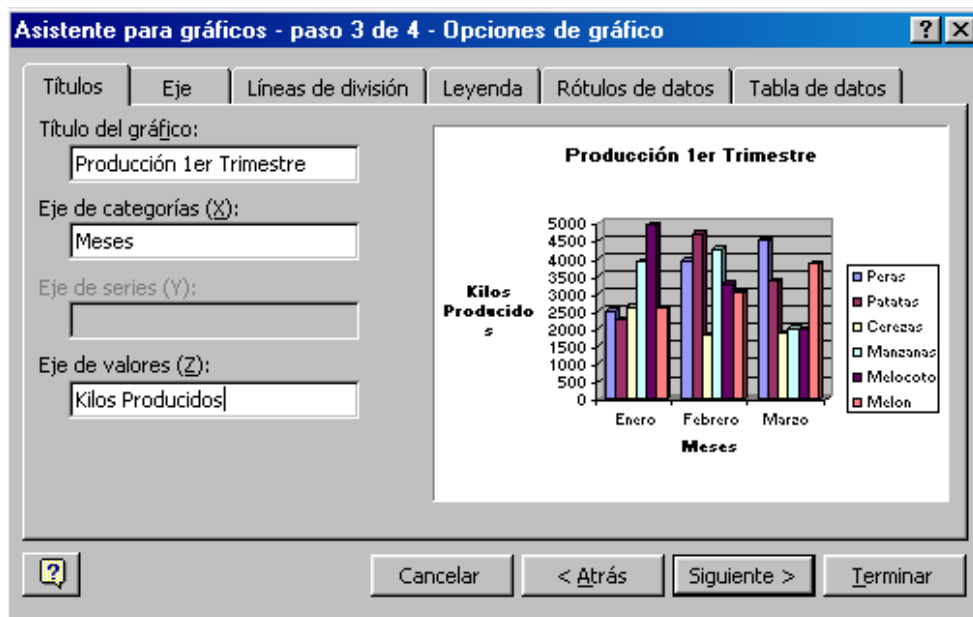 Asistente para gráficos - paso 3 de 4 - Opciones de gráfico
Títulos
Eje
Líneas de división
Leyenda
Rótulos de datos
Tabla de datos
Título del gráfico:
Producción 1er Trimestre
Eje de categorías (X):
Meses
Eje de series (Y):
Eje de valores (Z):
Kilos Producidos
Producción 1er Trimestre
Kilos
Producido
s
5000
4500
4000
3500
3000
2500
2000
1500
1000
500
0
Enero
Febrero
Marzo
Meses
Peras
Patatas
Cerezas
Manzanas
Melocoto
Melon
Cancelar
< Atrás
Siguiente >
Terminar